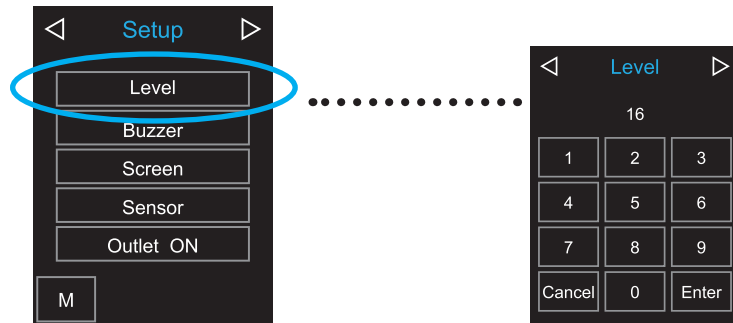 Setup
Level
Buzzer
Screen
Sensor
Outlet ON
M
Level
16
1 2 3
4 5 6
7 8 9
Cancel 0 Enter